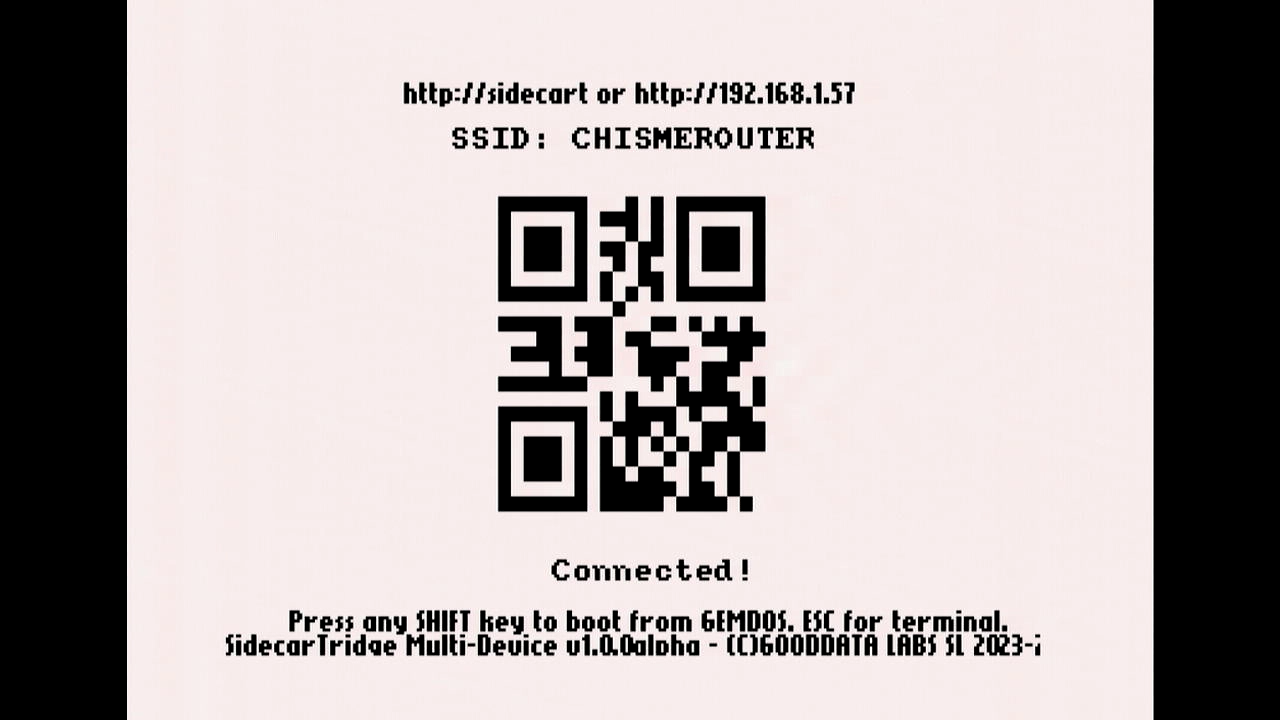 http://sidecart or http://192.168.1.57
SSID: CHISMEROUTER
Connected!
Press any SHIFT key to boot from GEMDOS. ESC for terminal.
SidecarTridge Multi-Device v1.0.0alpha - (C)GOODDATA LABS SL 2023-